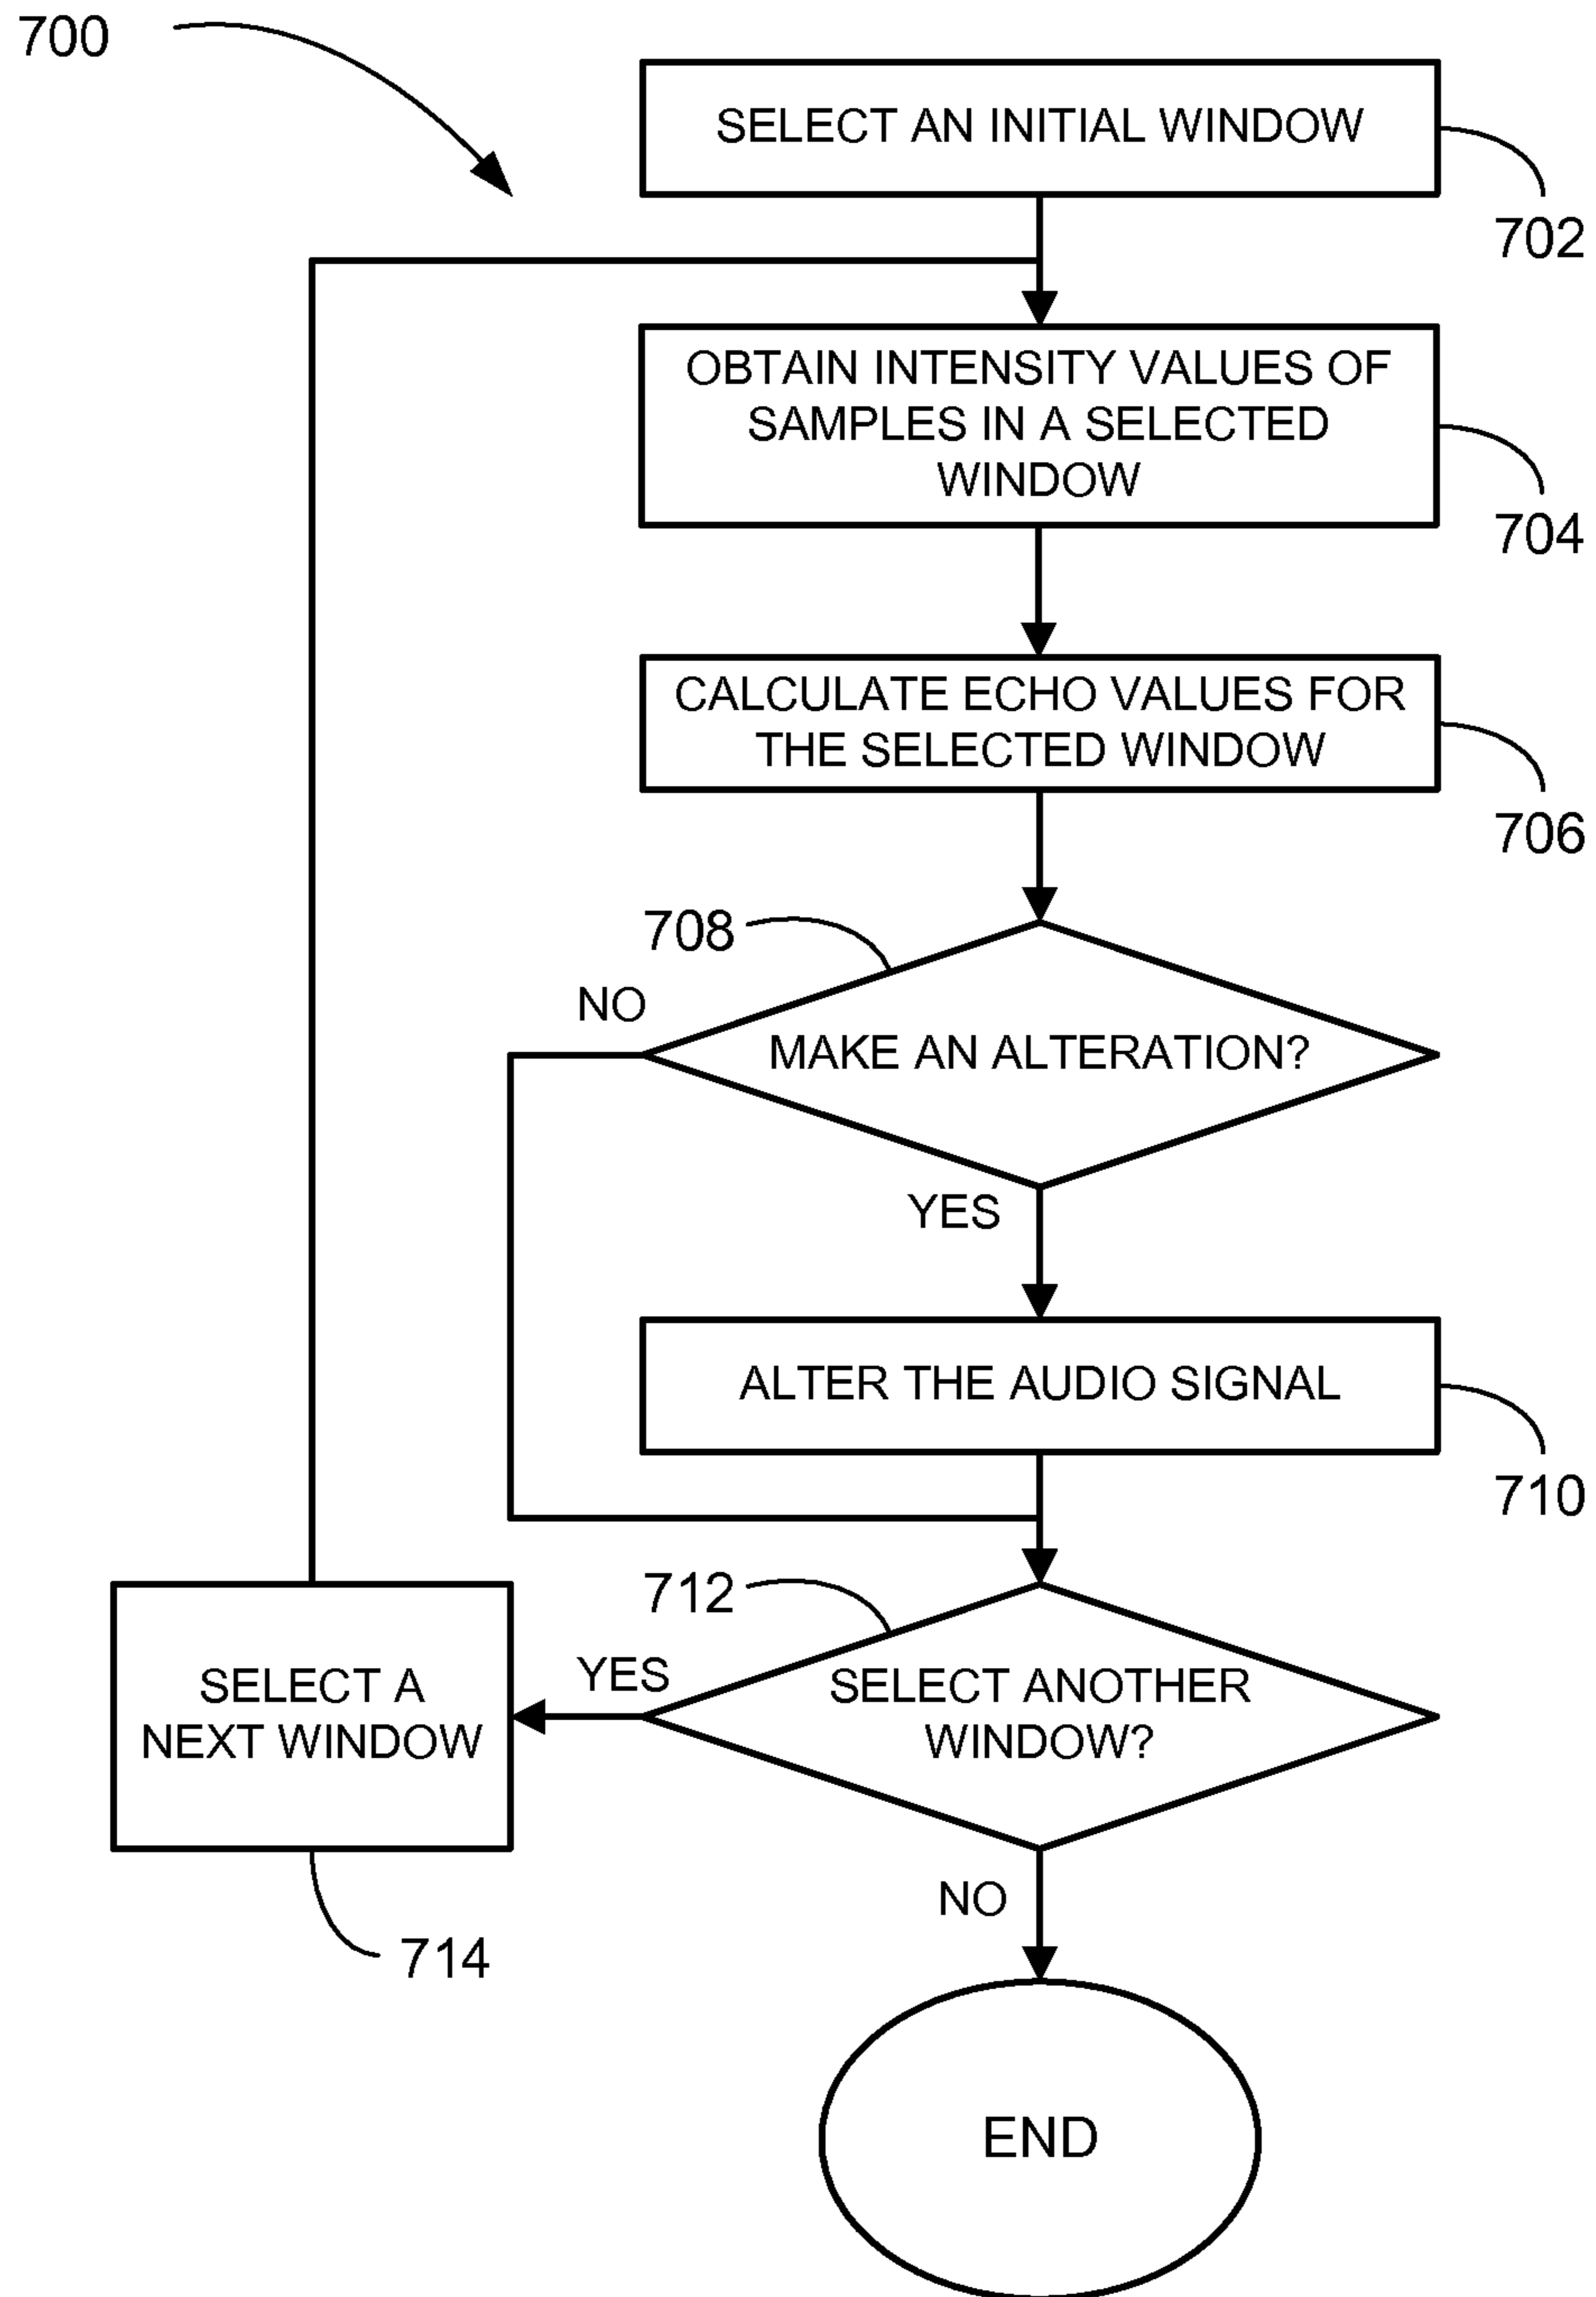 700
SELECT AN INITIAL WINDOW
702
OBTAIN INTENSITY VALUES OF
SAMPLES IN A SELECTED
WINDOW
704
CALCULATE ECHO VALUES FOR
THE SELECTED WINDOW
706
708
NO
MAKE AN ALTERATION?
YES
ALTER THE AUDIO SIGNAL
710
712
YES
SELECT ANOTHER
WINDOW?
SELECT A
NEXT WINDOW
NO
714
END